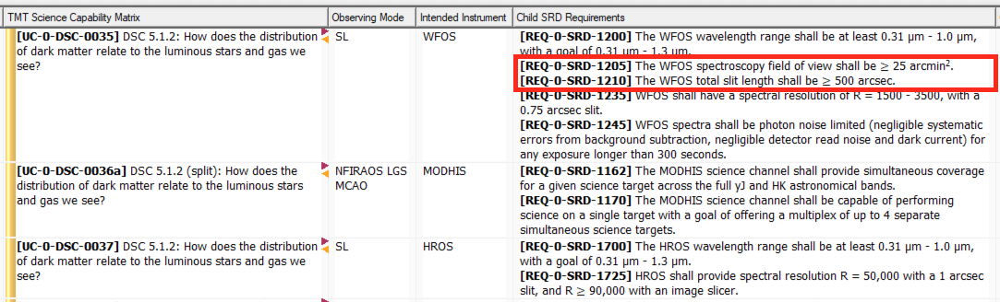 TMT Science Capability Matrix Observing Mode Intended Instrument Child SRD Requirements
[UC-0-DSC-0035] DSC 5.1.2: How does the distribution
of dark matter relate to the luminous stars and gas we
see?
SL
WFOS
[REQ-0-SRD-1200] The WFOS wavelength range shall be at least 0.31 µm - 1.0 µm,
with a goal of 0.31 µm - 1.3 µm.
[REQ-0-SRD-1205] The WFOS spectroscopy field of view shall be ≥ 25 arcmin².
[REQ-0-SRD-1210] The WFOS total slit length shall be ≥ 500 arcsec.
[REQ-0-SRD-1235] WFOS shall have a spectral resolution of R = 1500 - 3500, with a
0.75 arcsec slit.
[REQ-0-SRD-1245] WFOS spectra shall be photon noise limited (negligible systematic
errors from background subtraction, negligible detector read noise and dark current) for
any exposure longer than 300 seconds.
[UC-0-DSC-0036a] DSC 5.1.2 (split): How does the
distribution of dark matter relate to the luminous stars
and gas we see?
NFIRAOS LGS
MCAO
MODHIS
[REQ-0-SRD-1162] The MODHIS science channel shall provide simultaneous coverage
for a given science target across the full yJ and HK astronomical bands.
[REQ-0-SRD-1170] The MODHIS science channel shall be capable of performing
science on a single target with a goal of offering a multiplex of up to 4 separate
simultaneous science targets.
[UC-0-DSC-0037] DSC 5.1.2: How does the distribution
of dark matter relate to the luminous stars and gas we
see?
SL
HROS
[REQ-0-SRD-1700] The HROS wavelength range shall be at least 0.31 µm - 1.0 µm,
with a goal of 0.31 µm - 1.3 µm.
[REQ-0-SRD-1725] HROS shall provide spectral resolution R = 50,000 with a 1 arcsec
slit, and R ≥ 90,000 with an image slicer.